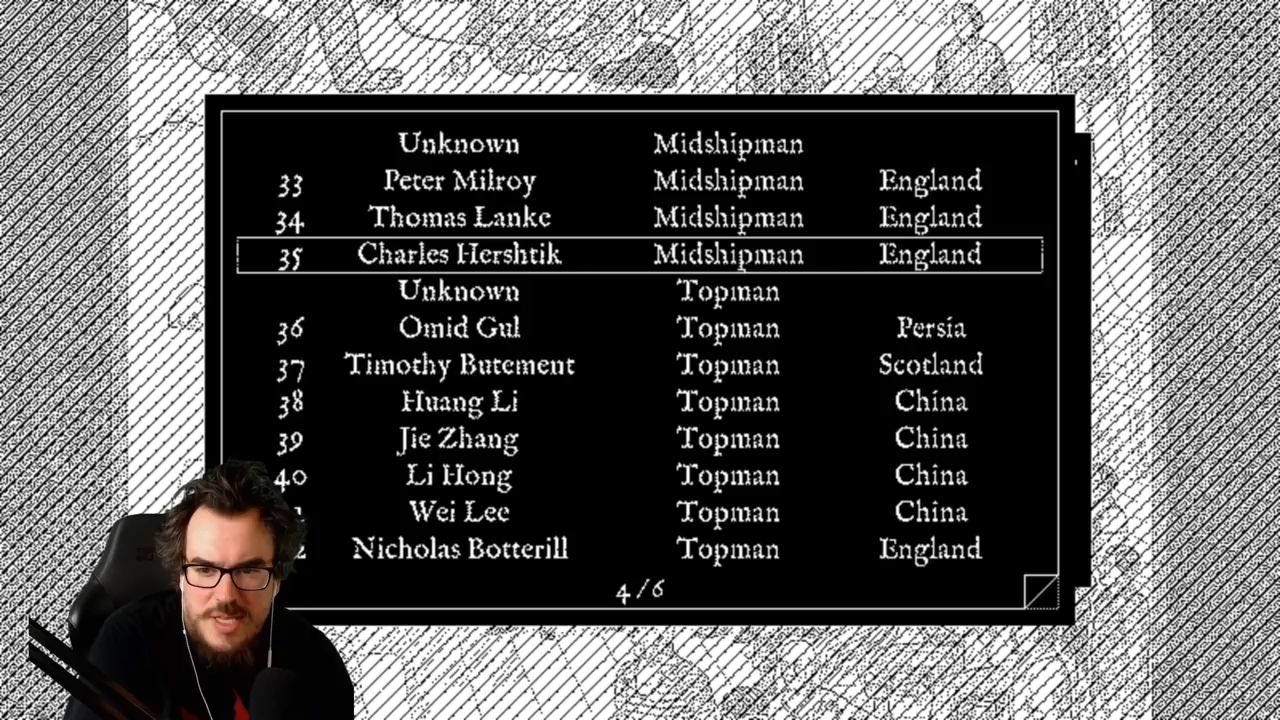 Unknown Midshipman
33 Peter Milroy Midshipman England
34 Thomas Lanke Midshipman England
35 Charles Hershtik Midshipman England
Unknown Topman
36 Omid Gul Topman Persia
37 Timothy Butement Topman Scotland
38 Huang Li Topman China
39 Jie Zhang Topman China
40 Li Hong Topman China
Wei Lee Topman China
2 Nicholas Botterill Topman England
4/6